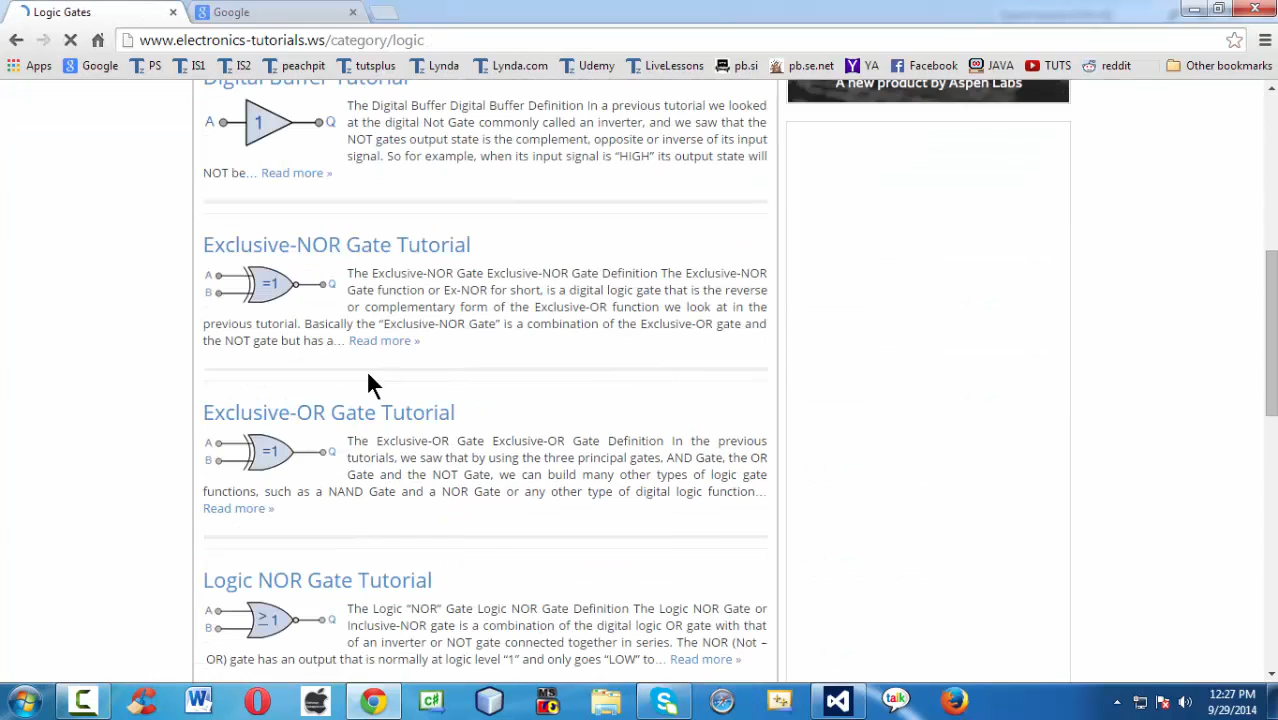 Logic Gates
Google
www.electronics-tutorials.ws/category/logic
Apps Google PS IS1 IS2 peachpit tutsplus Lynda Lynda.com Udemy LiveLessons pb.si pb.se.net YA Facebook JAVA TUTS reddit Other bookmarks
Digital Buffer Tutorial
A new product by Aspen Labs
A 1 Q
The Digital Buffer Digital Buffer Definition In a previous tutorial we looked
at the digital Not Gate commonly called an inverter, and we saw that the
NOT gates output state is the complement, opposite or inverse of its input
signal. So for example, when its input signal is “HIGH” its output state will
NOT be… Read more »
Exclusive-NOR Gate Tutorial
A
B
=1 Q
The Exclusive-NOR Gate Exclusive-NOR Gate Definition The Exclusive-NOR
Gate function or Ex-NOR for short, is a digital logic gate that is the reverse
or complementary form of the Exclusive-OR function we look at in the
previous tutorial. Basically the “Exclusive-NOR Gate” is a combination of the Exclusive-OR gate and
the NOT gate but has a… Read more »
Exclusive-OR Gate Tutorial
A
B
=1 Q
The Exclusive-OR Gate Exclusive-OR Gate Definition In the previous
tutorials, we saw that by using the three principal gates, AND Gate, the OR
Gate and the NOT Gate, we can build many other types of logic gate
functions, such as a NAND Gate and a NOR Gate or any other type of digital logic function…
Read more »
Logic NOR Gate Tutorial
A
B
≥ 1 Q
The Logic “NOR” Gate Logic NOR Gate Definition The Logic NOR Gate or
Inclusive-NOR gate is a combination of the digital logic OR gate with that
of an inverter or NOT gate connected together in series. The NOR (Not –
OR) gate has an output that is normally at logic level “1” and only goes “LOW” to… Read more »
talk
12:27 PM
9/29/2014